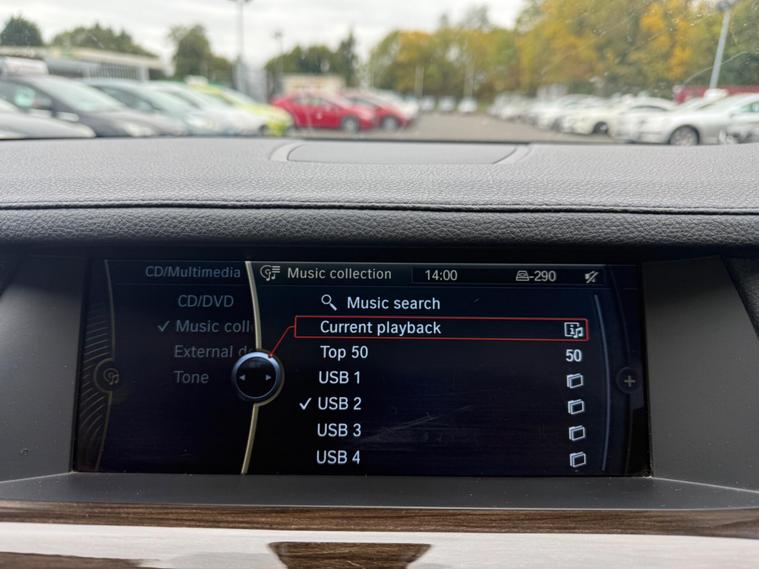 CD/Multimedia
CD/DVD
Music coll
External d
Tone
Music collection 14:00 -290
Music search
Current playback
Top 50 50
USB 1
USB 2
USB 3
USB 4